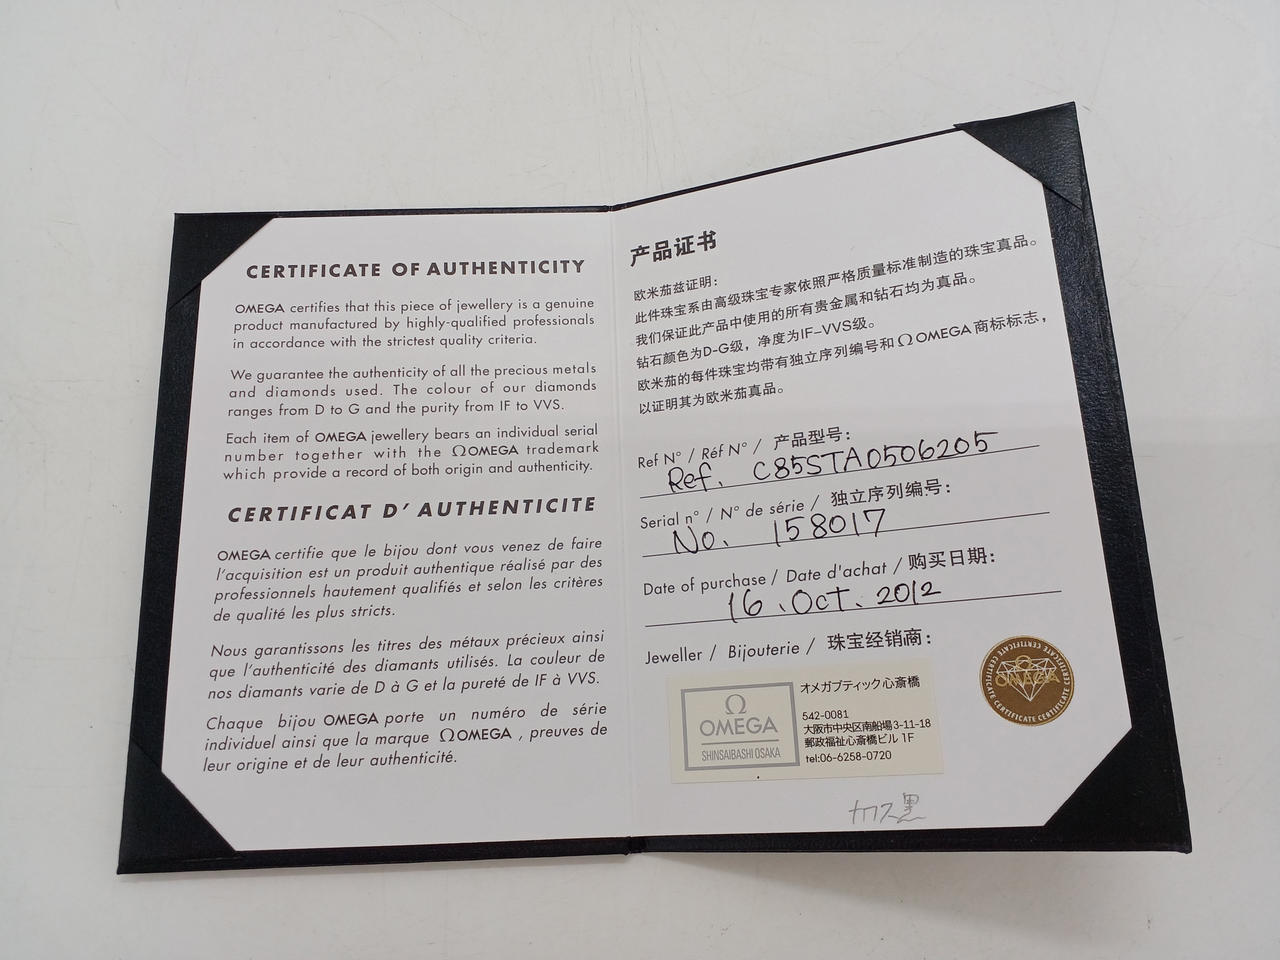 CERTIFICATE OF AUTHENTICITY
OMEGA certifies that this piece of jewellery is a genuine
product manufactured by highly-qualified professionals
in accordance with the strictest quality criteria.
We guarantee the authenticity of all the precious metals
and diamonds used. The colour of our diamonds
ranges from D to G and the purity from IF to VVS.
Each item of OMEGA jewellery bears an individual serial
number together with the ΩOMEGA trademark
which provide a record of both origin and authenticity.
CERTIFICAT D'AUTHENTICITE
OMEGA certifie que le bijou dont vous venez de faire
l'acquisition est un produit authentique réalisé par des
professionnels hautement qualifiés et selon les critères
de qualité les plus stricts.
Nous garantissons les titres des métaux précieux ainsi
que l'authenticité des diamants utilisés. La couleur de
nos diamants varie de D à G et la pureté de IF à VVS.
Chaque bijou OMEGA porte un numéro de série
individuel ainsi que la marque ΩOMEGA, preuves de
leur origine et de leur authenticité.
产品证书
欧米茄兹证明：
此件珠宝系由高级珠宝专家依照严格质量标准制造的珠宝真品。
我们保证此产品中使用的所有贵金属和钻石均为真品。
钻石颜色为D-G级，净度为IF-VVS级。
欧米茄的每件珠宝均带有独立序列编号和ΩOMEGA商标标志，
以证明其为欧米茄真品。
Ref N° / Réf N° / 产品型号：
Ref. C85STA0506205
Serial n° / N° de série / 独立序列编号：
No. 158017
Date of purchase / Date d'achat / 购买日期：
16. Oct. 2012
Jeweller / Bijouterie / 珠宝经销商：
Ω
OMEGA
SHINSAIBASHI OSAKA
オメガブティック心斎橋
542-0081
大阪市中央区南船場3-11-18
郵政福祉心斎橋ビル 1F
tel:06-6258-0720
CERTIFICATE CERTIFICATE CERTIFICATE CERTIFICATE
Ω
OMEGA